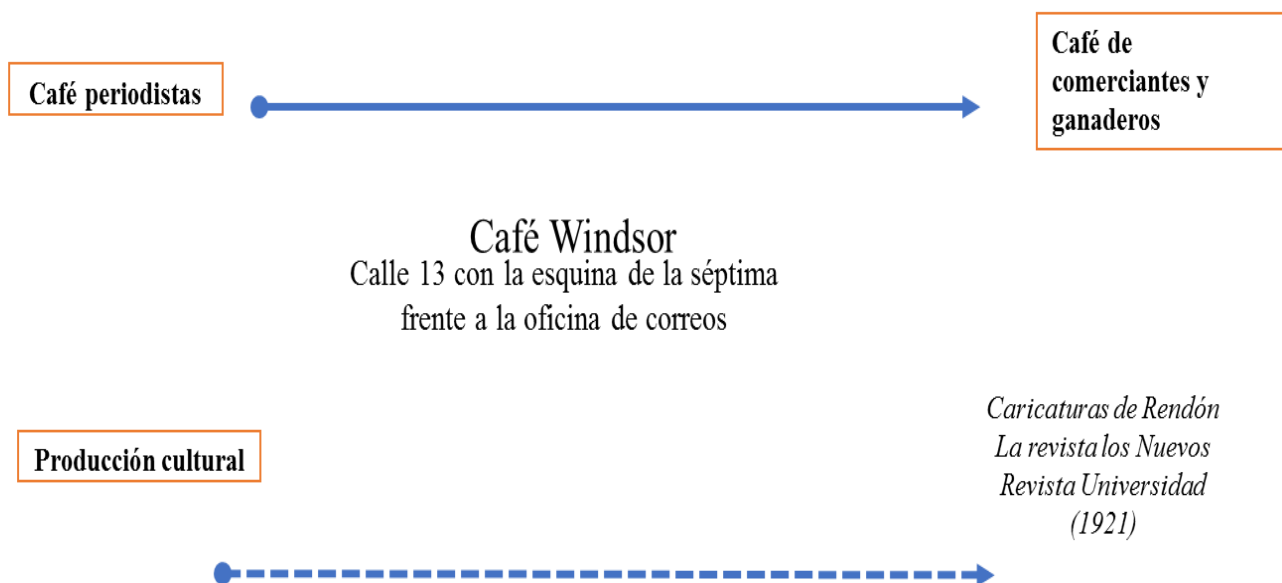 Café periodistas
Café de
comerciantes y
ganaderos
Café Windsor
Calle 13 con la esquina de la séptima
frente a la oficina de correos
Producción cultural
Caricaturas de Rendón
La revista los Nuevos
Revista Universidad
(1921)